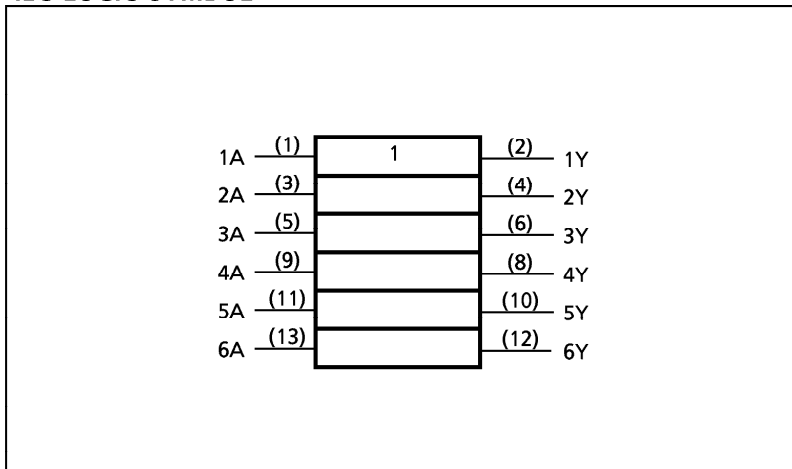 1A (1) 1 (2) 1Y
2A (3) (4) 2Y
3A (5) (6) 3Y
4A (9) (8) 4Y
5A (11) (10) 5Y
6A (13) (12) 6Y